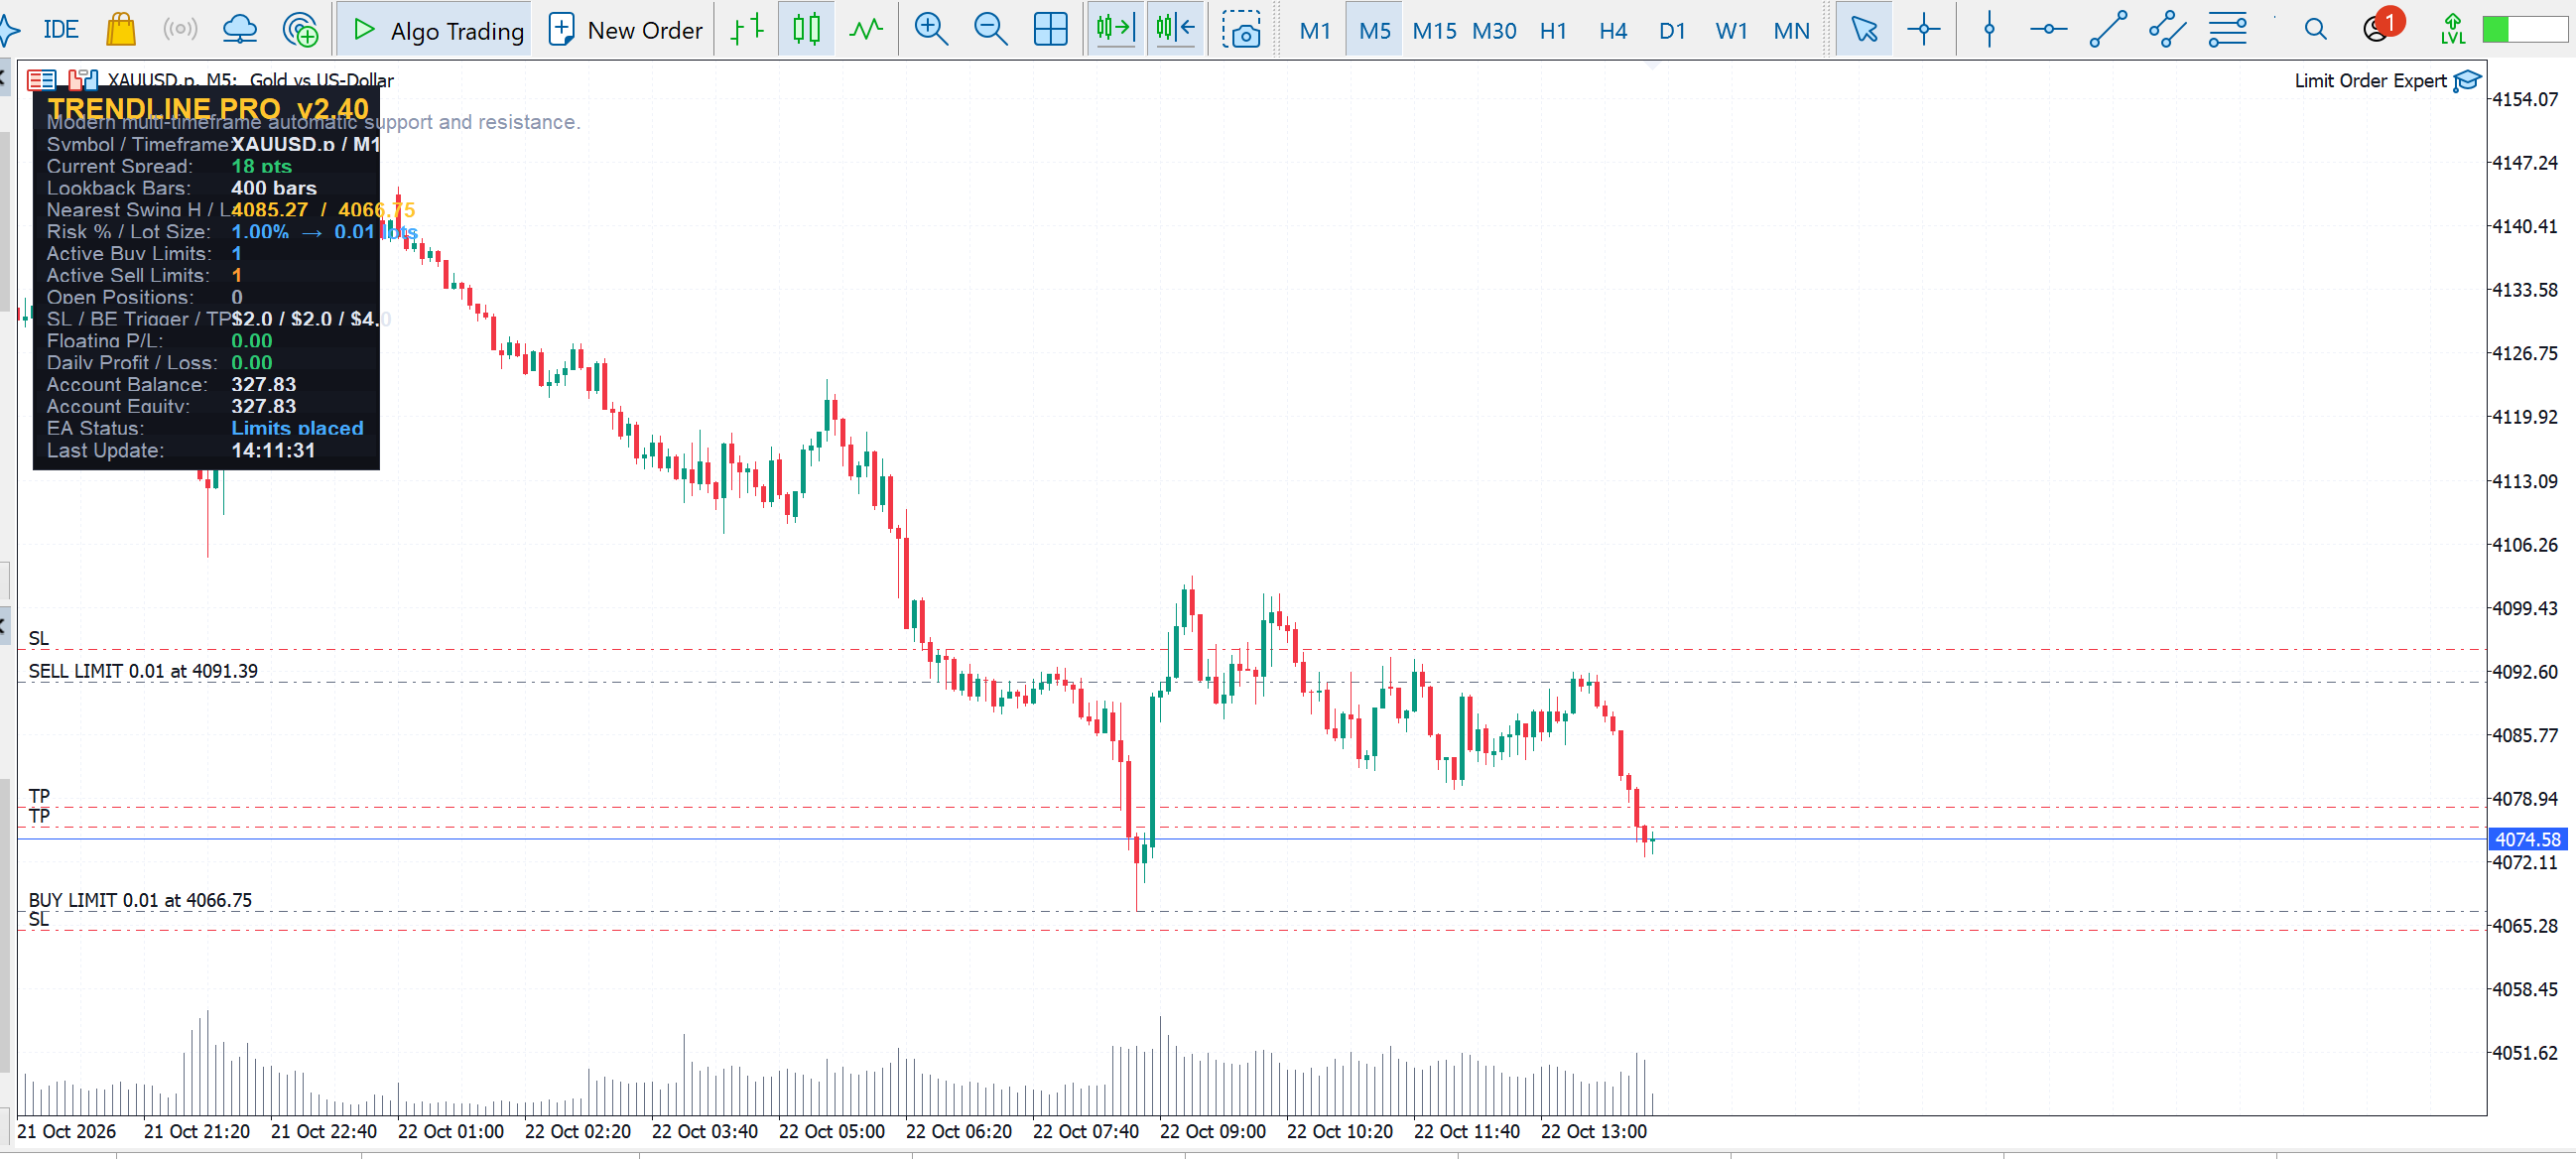 IDE Algo Trading New Order M1 M5 M15 M30 H1 H4 D1 W1 MN 1 LVL
XAUUSD.p, M5: Gold vs US-Dollar
Limit Order Expert
TRENDLINE PRO v2.40
Modern multi-timeframe automatic support and resistance.
Symbol / Timeframe XAUUSD.p / M1
Current Spread: 18 pts
Lookback Bars: 400 bars
Nearest Swing H / L 4085.27 / 4066.75
Risk % / Lot Size: 1.00% → 0.01 lots
Active Buy Limits: 1
Active Sell Limits: 1
Open Positions: 0
SL / BE Trigger / TP $2.0 / $2.0 / $4.0
Floating P/L: 0.00
Daily Profit / Loss: 0.00
Account Balance: 327.83
Account Equity: 327.83
EA Status: Limits placed
Last Update: 14:11:31
SL
SELL LIMIT 0.01 at 4091.39
TP
TP
BUY LIMIT 0.01 at 4066.75
SL
4154.07
4147.24
4140.41
4133.58
4126.75
4119.92
4113.09
4106.26
4099.43
4092.60
4085.77
4078.94
4074.58
4072.11
4065.28
4058.45
4051.62
21 Oct 2026 21 Oct 21:20 21 Oct 22:40 22 Oct 01:00 22 Oct 02:20 22 Oct 03:40 22 Oct 05:00 22 Oct 06:20 22 Oct 07:40 22 Oct 09:00 22 Oct 10:20 22 Oct 11:40 22 Oct 13:00